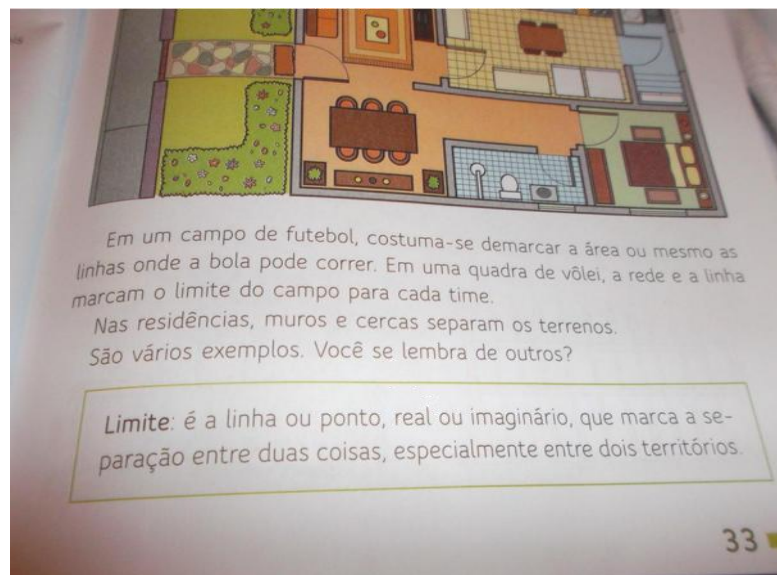 Em um campo de futebol, costuma-se demarcar a área ou mesmo as
linhas onde a bola pode correr. Em uma quadra de vôlei, a rede e a linha
marcam o limite do campo para cada time.
Nas residências, muros e cercas separam os terrenos.
São vários exemplos. Você se lembra de outros?
Limite: é a linha ou ponto, real ou imaginário, que marca a se-
paração entre duas coisas, especialmente entre dois territórios.
33